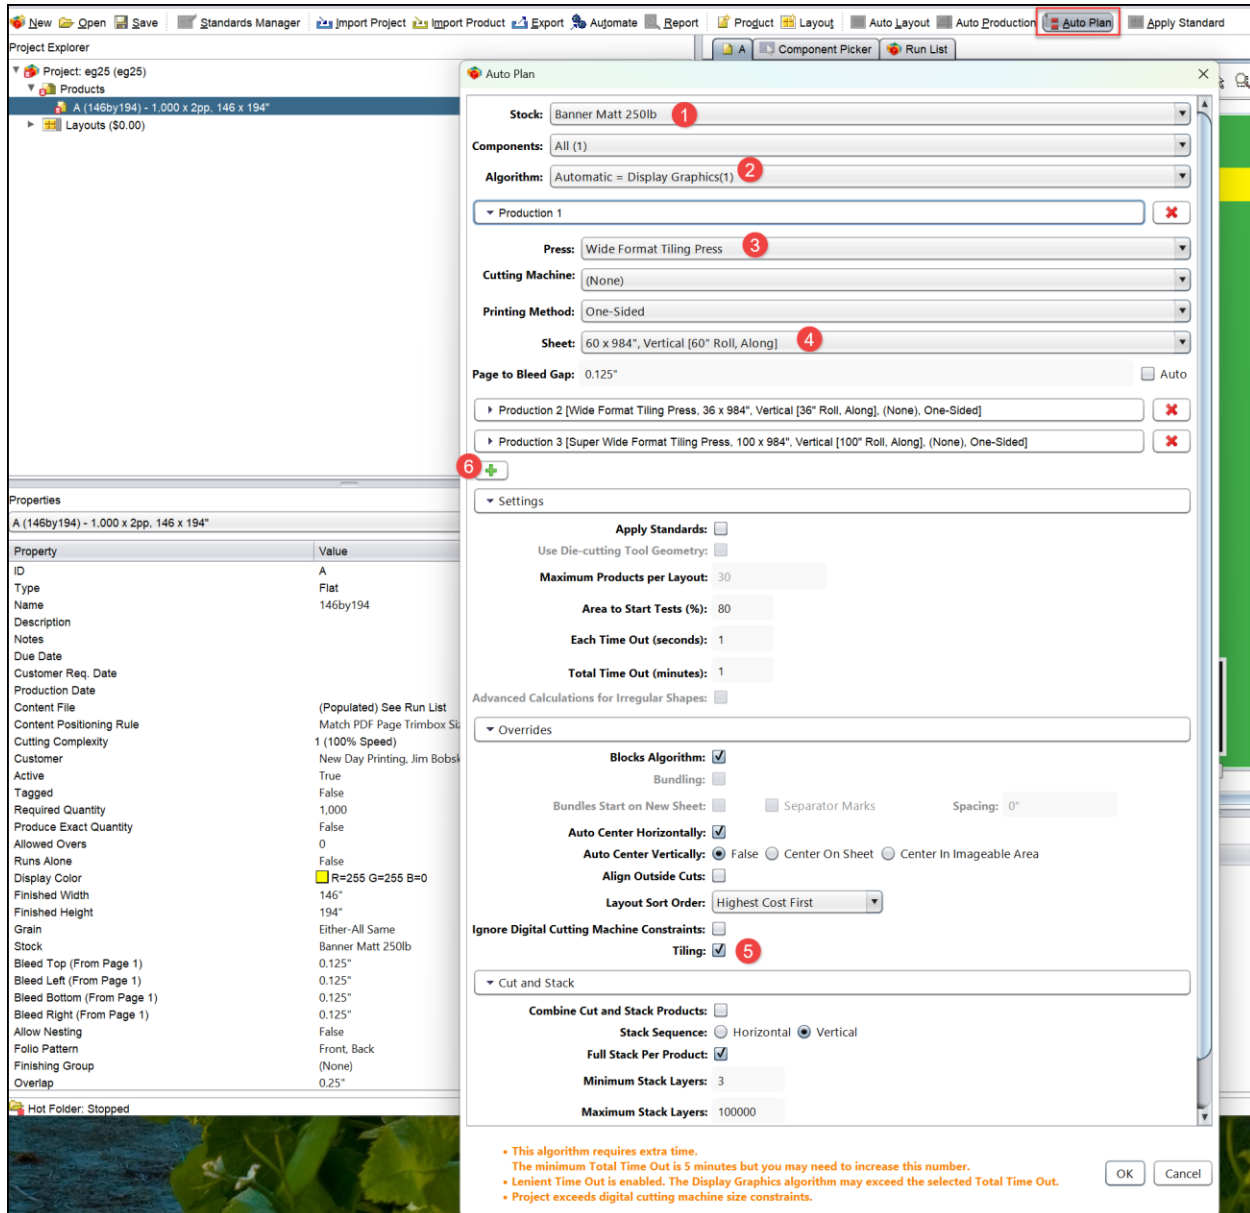 New Open Save Standards Manager Import Project Import Product Export Automate Report Product Layout Auto Layout Auto Production Auto Plan Apply Standard
Project Explorer
A Component Picker Run List
Project: eg25 (eg25)
Products
A (146by194) - 1,000 x 2pp, 146 x 194"
Layouts ($0.00)
Auto Plan
Stock: Banner Matt 250lb 1
Components: All (1)
Algorithm: Automatic = Display Graphics(1) 2
Production 1
Press: Wide Format Tiling Press 3
Cutting Machine: (None)
Printing Method: One-Sided
Sheet: 60 x 984", Vertical [60" Roll, Along] 4
Page to Bleed Gap: 0.125" Auto
Production 2 [Wide Format Tiling Press, 36 x 984", Vertical [36" Roll, Along], (None), One-Sided]
Production 3 [Super Wide Format Tiling Press, 100 x 984", Vertical [100" Roll, Along], (None), One-Sided]
6
Settings
Apply Standards:
Use Die-cutting Tool Geometry:
Maximum Products per Layout: 30
Area to Start Tests (%): 80
Each Time Out (seconds): 1
Total Time Out (minutes): 1
Advanced Calculations for Irregular Shapes:
Overrides
Blocks Algorithm:
Bundling:
Bundles Start on New Sheet: Separator Marks Spacing: 0"
Auto Center Horizontally:
Auto Center Vertically: False Center On Sheet Center In Imageable Area
Align Outside Cuts:
Layout Sort Order: Highest Cost First
Ignore Digital Cutting Machine Constraints:
Tiling: 5
Cut and Stack
Combine Cut and Stack Products:
Stack Sequence: Horizontal Vertical
Full Stack Per Product:
Minimum Stack Layers: 3
Maximum Stack Layers: 100000
• This algorithm requires extra time.
The minimum Total Time Out is 5 minutes but you may need to increase this number.
• Lenient Time Out is enabled. The Display Graphics algorithm may exceed the selected Total Time Out.
• Project exceeds digital cutting machine size constraints.
OK Cancel
Properties
A (146by194) - 1,000 x 2pp, 146 x 194"
Property Value
ID A
Type Flat
Name 146by194
Description
Notes
Due Date
Customer Req. Date
Production Date
Content File (Populated) See Run List
Content Positioning Rule Match PDF Page Trimbox Si
Cutting Complexity 1 (100% Speed)
Customer New Day Printing, Jim Bobsk
Active True
Tagged False
Required Quantity 1,000
Produce Exact Quantity False
Allowed Overs 0
Runs Alone False
Display Color R=255 G=255 B=0
Finished Width 146"
Finished Height 194"
Grain Either-All Same
Stock Banner Matt 250lb
Bleed Top (From Page 1) 0.125"
Bleed Left (From Page 1) 0.125"
Bleed Bottom (From Page 1) 0.125"
Bleed Right (From Page 1) 0.125"
Allow Nesting False
Folio Pattern Front, Back
Finishing Group (None)
Overlap 0.25"
Hot Folder: Stopped